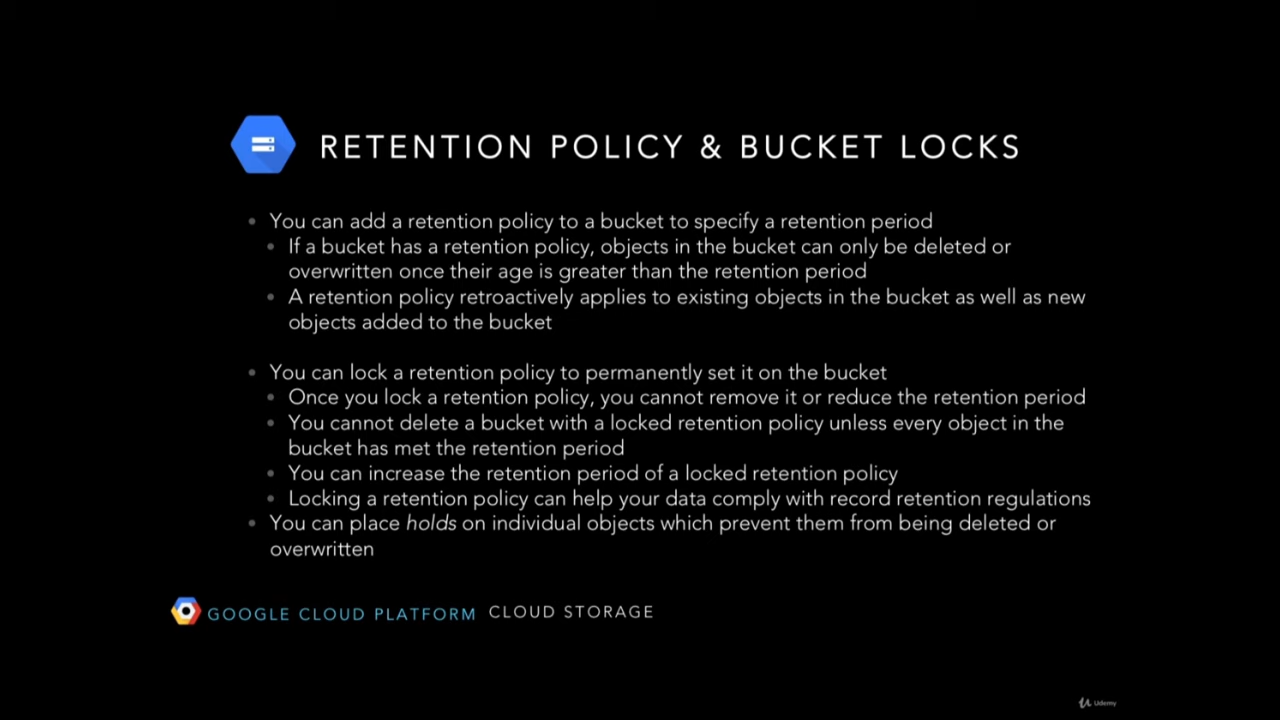 RETENTION POLICY & BUCKET LOCKS
• You can add a retention policy to a bucket to specify a retention period
• If a bucket has a retention policy, objects in the bucket can only be deleted or
overwritten once their age is greater than the retention period
• A retention policy retroactively applies to existing objects in the bucket as well as new
objects added to the bucket
• You can lock a retention policy to permanently set it on the bucket
• Once you lock a retention policy, you cannot remove it or reduce the retention period
• You cannot delete a bucket with a locked retention policy unless every object in the
bucket has met the retention period
• You can increase the retention period of a locked retention policy
• Locking a retention policy can help your data comply with record retention regulations
• You can place holds on individual objects which prevent them from being deleted or
overwritten
GOOGLE CLOUD PLATFORM CLOUD STORAGE
Udemy